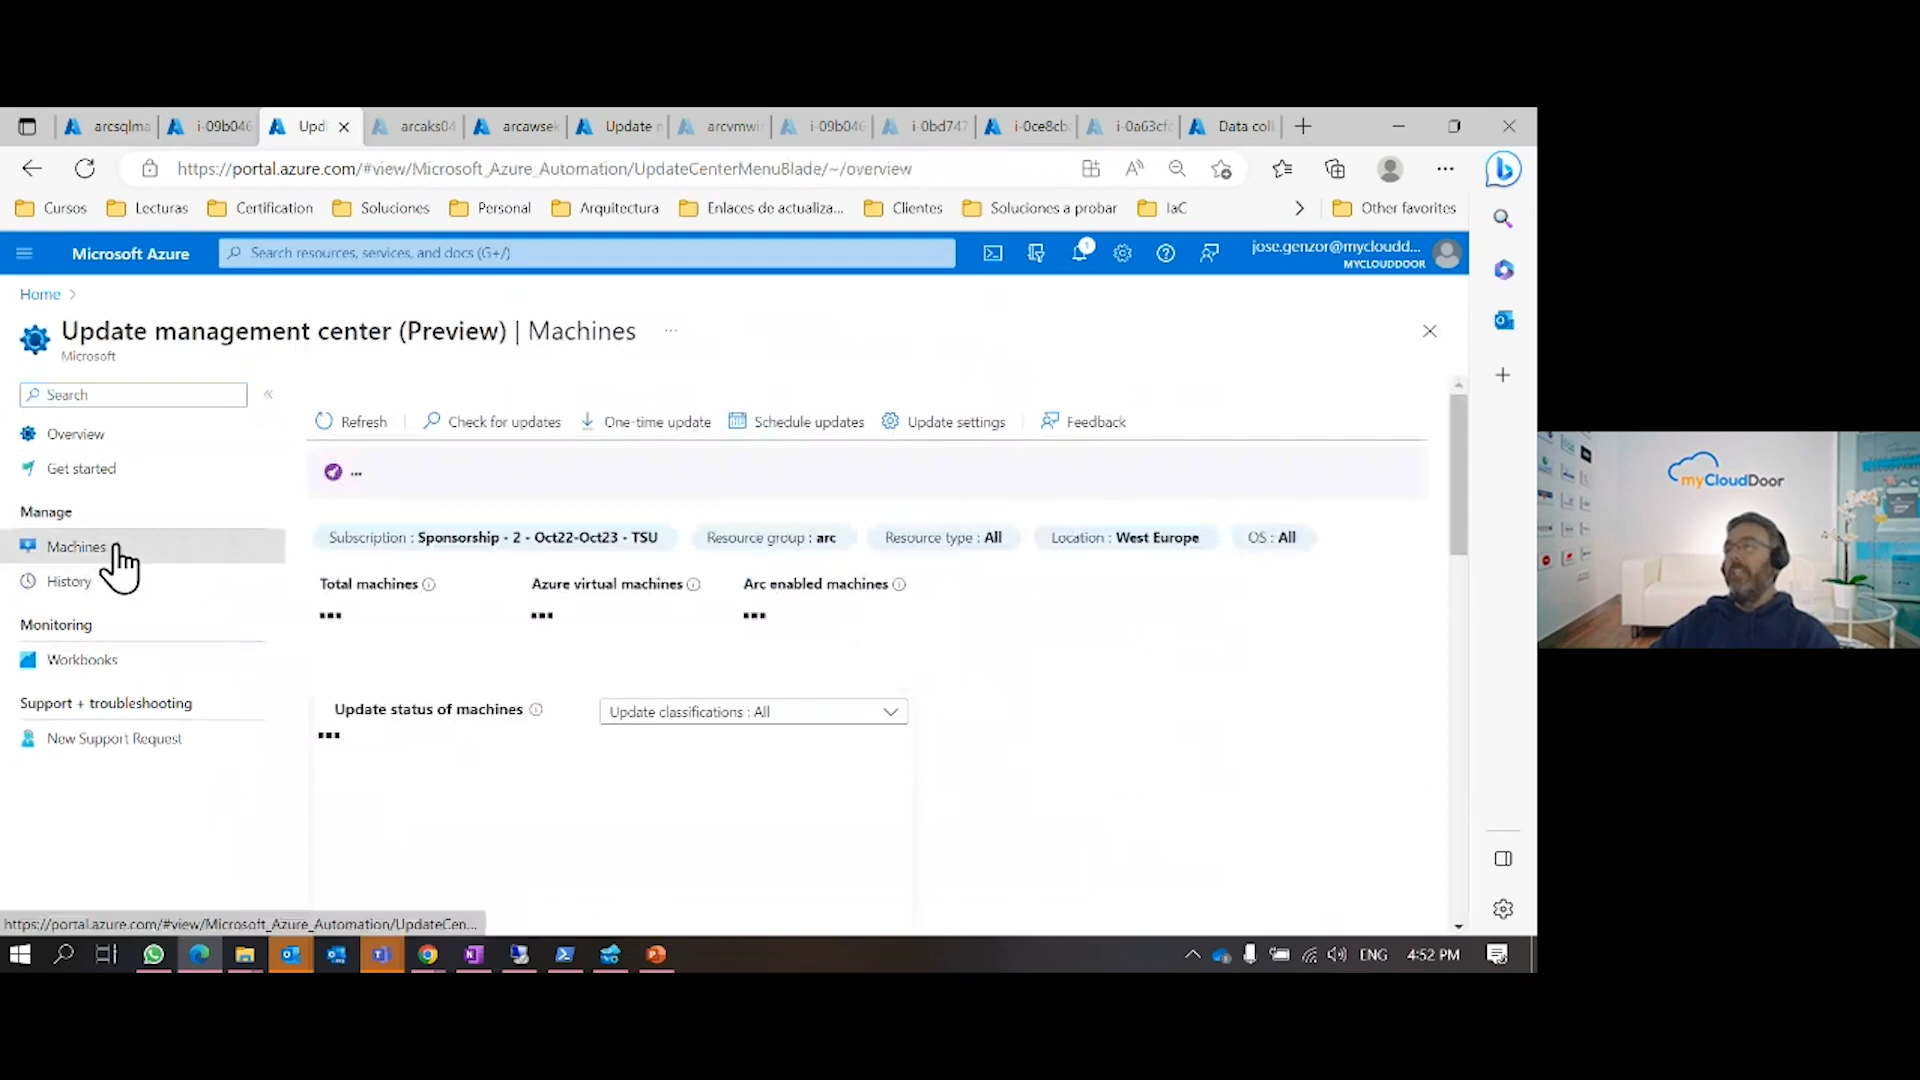 arcsqlma
i-09b046
Upd
arcaks04
arcawsek
Update m
arcvmwin
i-09b046
i-0bd747
i-0ce8cb
i-0a63cfc
Data coll
https://portal.azure.com/#view/Microsoft_Azure_Automation/UpdateCenterMenuBlade/~/overview
Cursos
Lecturas
Certification
Soluciones
Personal
Arquitectura
Enlaces de actualiza...
Clientes
Soluciones a probar
IaC
Other favorites
Microsoft Azure
Search resources, services, and docs (G+/)
1
jose.genzor@mycloudd...
MYCLOUDDOOR
Home
Update management center (Preview) | Machines
...
Microsoft
Search
Overview
Get started
Manage
Machines
History
Monitoring
Workbooks
Support + troubleshooting
New Support Request
Refresh
Check for updates
One-time update
Schedule updates
Update settings
Feedback
...
Subscription : Sponsorship - 2 - Oct22-Oct23 - TSU
Resource group : arc
Resource type : All
Location : West Europe
OS : All
Total machines
Azure virtual machines
Arc enabled machines
Update status of machines
Update classifications : All
https://portal.azure.com/#view/Microsoft_Azure_Automation/UpdateCen...
ENG
4:52 PM
myCloudDoor